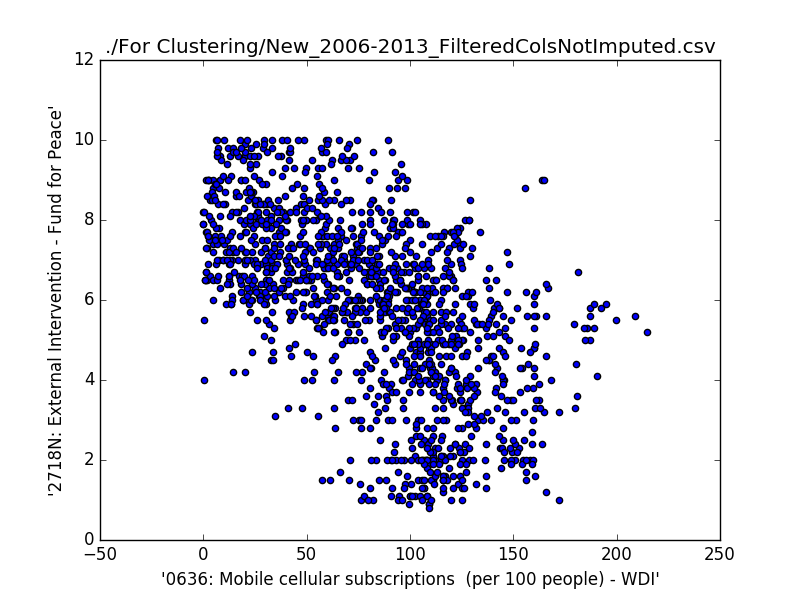 ./For Clustering/New_2006-2013_FilteredColsNotImputed.csv
12
10
8
6
4
2
0
'2718N: External Intervention - Fund for Peace'
−50 0 50 100 150 200 250
'0636: Mobile cellular subscriptions  (per 100 people) - WDI'